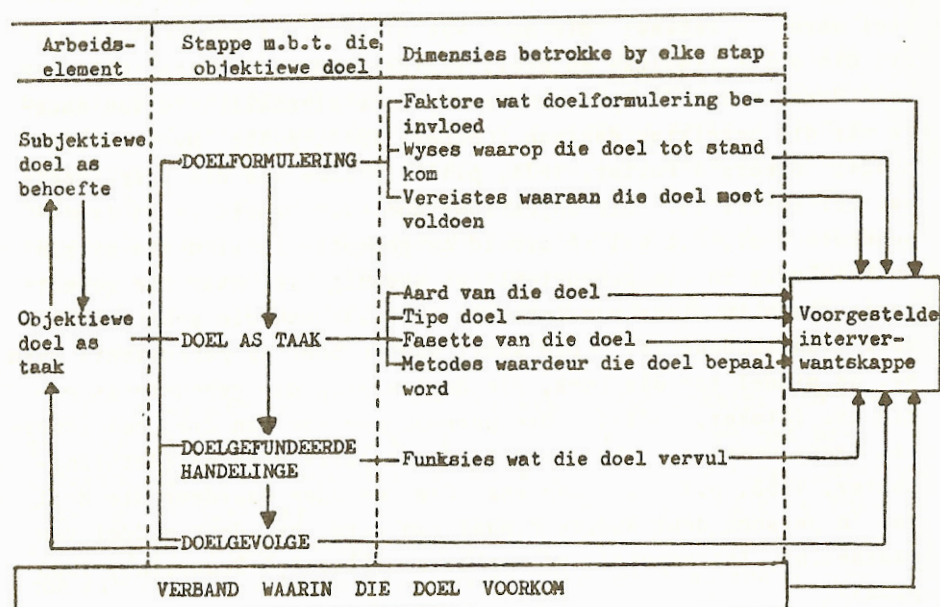 Arbeids-
element
Stappe m.b.t. die
objektiewe doel
Dimensies betrokke by elke stap
Subjektiewe
doel as
behoefte
Objektiewe
doel as
taak
DOELFORMULERING
DOEL AS TAAK
DOELGEFUNDEERDE
HANDELINGE
DOELGEVOLGE
Faktore wat doelformulering be-
invloed
Wyses waarop die doel tot stand
kom
Vereistes waaraan die doel moet
voldoen
Aard van die doel
Tipe doel
Fasette van die doel
Metodes waardeur die doel bepaal
word
Funksies wat die doel vervul
Voorgestelde
interver-
wantskappe
VERBAND WAARIN DIE DOEL VOORKOM